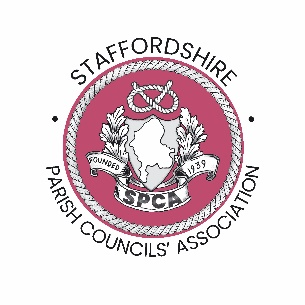 STAFFORDSHIRE
FOUNDED 1939
SPCA
PARISH COUNCILS' ASSOCIATION